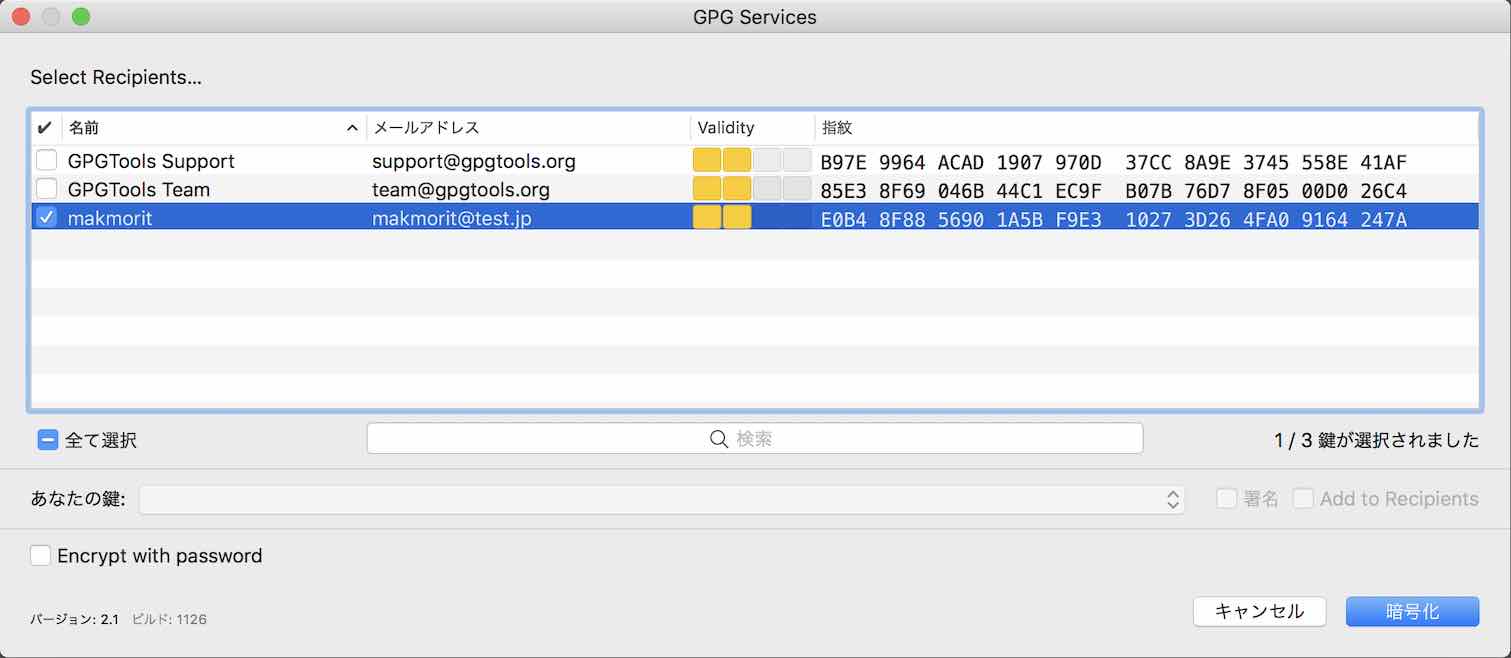 GPG Services
Select Recipients...
✔ 名前 メールアドレス Validity 指紋
GPGTools Support support@gpgtools.org B97E 9964 ACAD 1907 970D 37CC 8A9E 3745 558E 41AF
GPGTools Team team@gpgtools.org 85E3 8F69 046B 44C1 EC9F B07B 76D7 8F05 00D0 26C4
makmorit makmorit@test.jp E0B4 8F88 5690 1A5B F9E3 1027 3D26 4FA0 9164 247A
全て選択 検索 1 / 3 鍵が選択されました
あなたの鍵: 署名 Add to Recipients
Encrypt with password
バージョン: 2.1 ビルド: 1126 キャンセル 暗号化